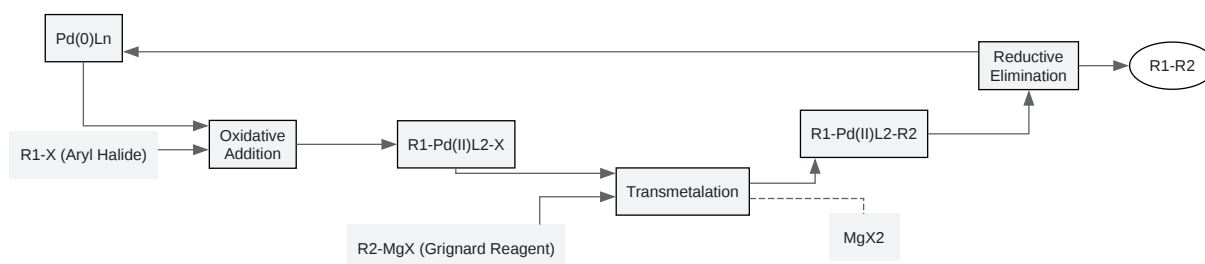 Pd(0)Ln
R1-X (Aryl Halide)
Oxidative
Addition
R1-Pd(II)L2-X
R2-MgX (Grignard Reagent)
Transmetalation
MgX2
R1-Pd(II)L2-R2
Reductive
Elimination
R1-R2